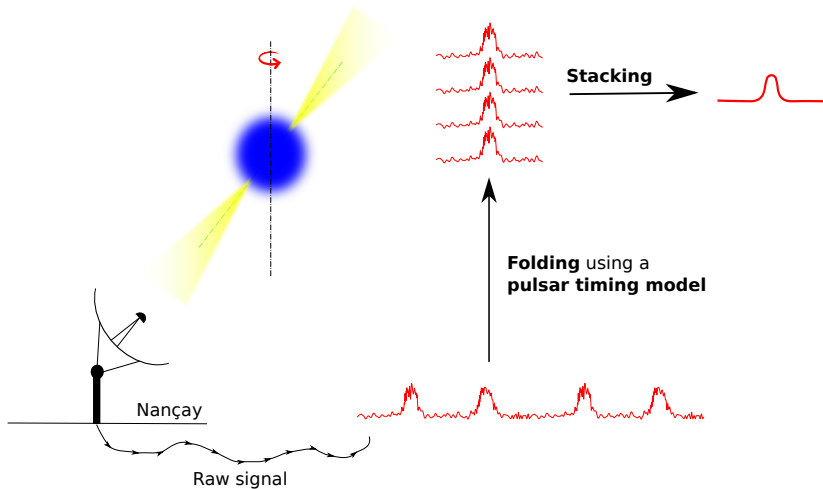 Stacking
Folding using a
pulsar timing model
Nançay
Raw signal